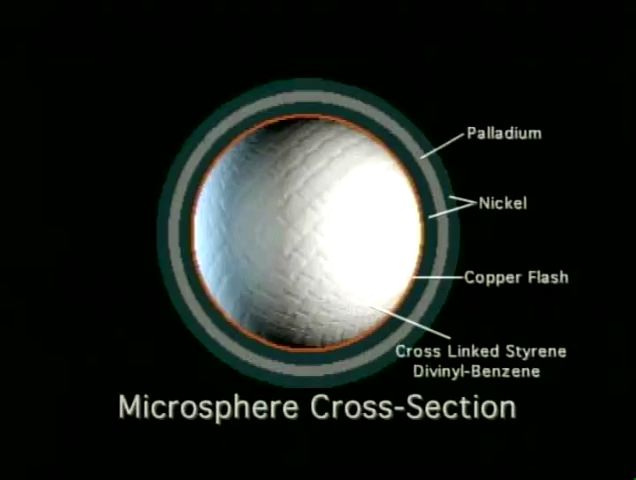 Palladium
Nickel
Copper Flash
Cross Linked Styrene
Divinyl-Benzene
Microsphere Cross-Section